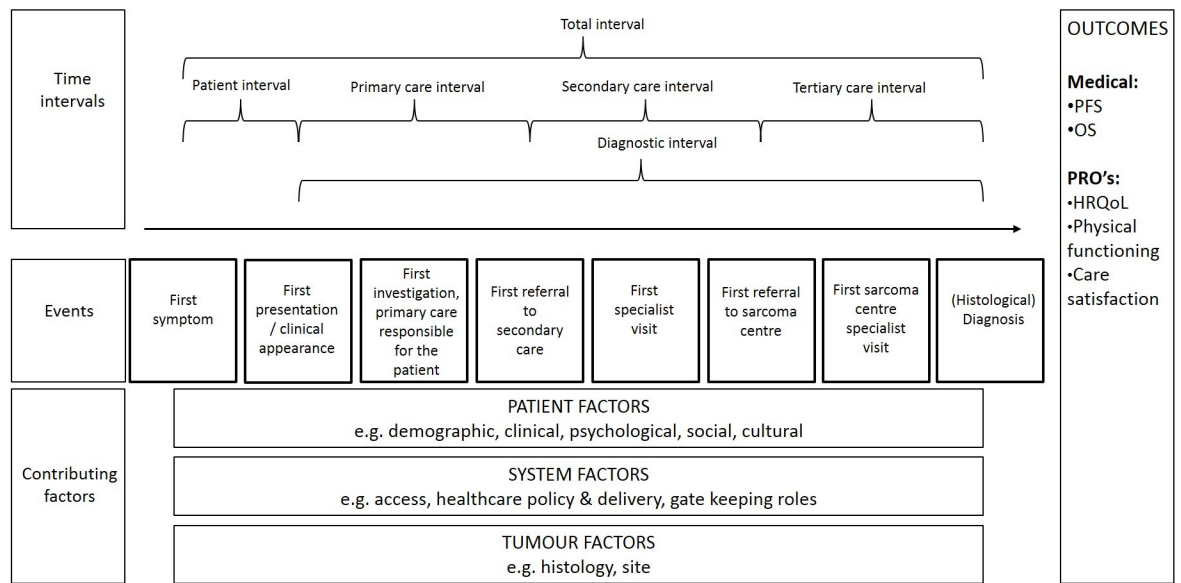 Time
intervals
Total interval
Patient interval
Primary care interval
Secondary care interval
Tertiary care interval
Diagnostic interval
Events
First
symptom
First
presentation
/ clinical
appearance
First
investigation,
primary care
responsible
for the
patient
First referral
to
secondary
care
First
specialist
visit
First referral
to sarcoma
centre
First sarcoma
centre
specialist
visit
(Histological)
Diagnosis
Contributing
factors
PATIENT FACTORS
e.g. demographic, clinical, psychological, social, cultural
SYSTEM FACTORS
e.g. access, healthcare policy & delivery, gate keeping roles
TUMOUR FACTORS
e.g. histology, site
OUTCOMES
Medical:
•PFS
•OS
PRO's:
•HRQoL
•Physical
functioning
•Care
satisfaction